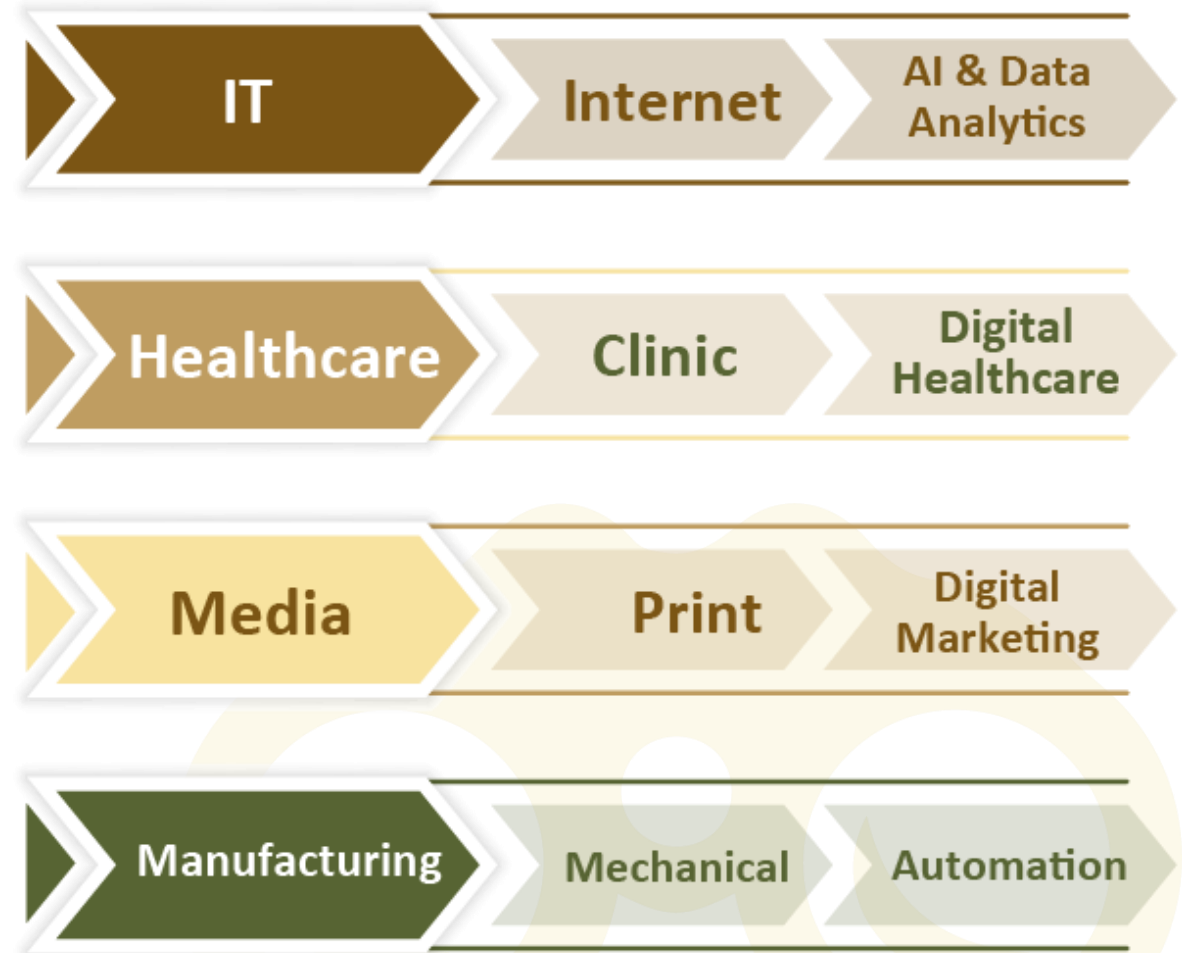 IT
Internet
AI & Data
Analytics
Healthcare
Clinic
Digital
Healthcare
Media
Print
Digital
Marketing
Manufacturing
Mechanical
Automation